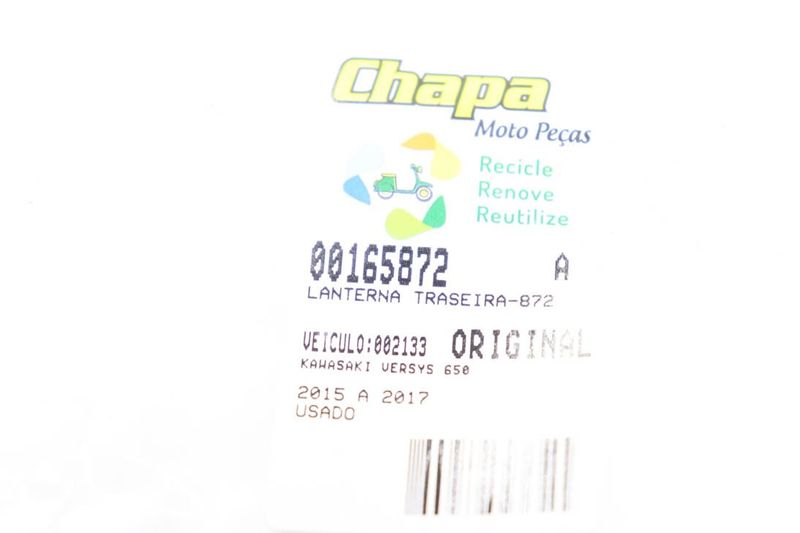 Chapa
Moto Peças
Recicle
Renove
Reutilize
00165872 A
LANTERNA TRASEIRA-872
VEICULO:002133 ORIGINAL
KAWASAKI VERSYS 650
2015 A 2017
USADO